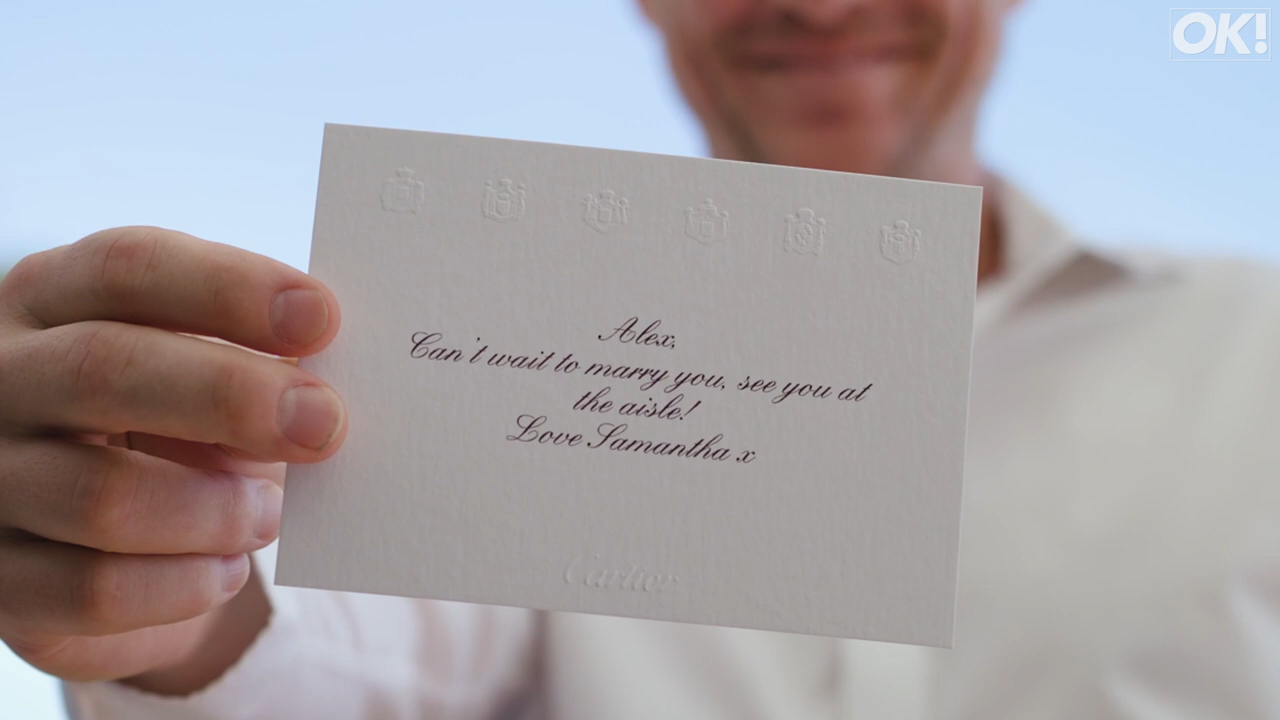 OK!
Alex,
Can't wait to marry you, see you at
the aisle!
Love Samantha x
Cartier